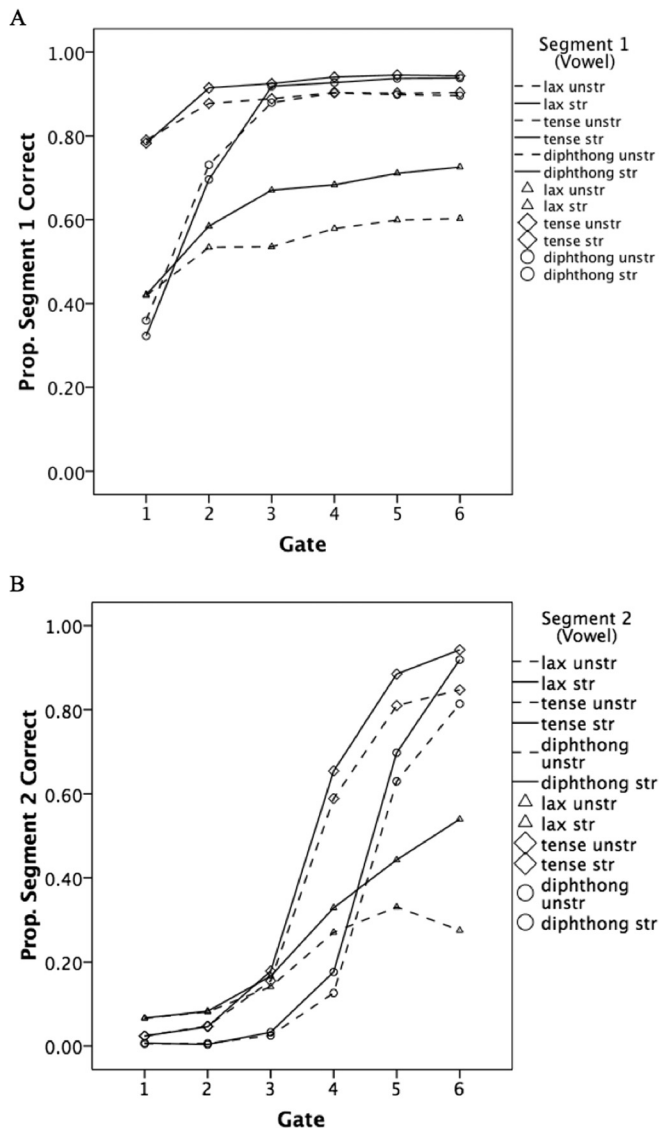 A
Prop. Segment 1 Correct
1.00
0.80
0.60
0.40
0.20
0.00
1 2 3 4 5 6
Gate
Segment 1
(Vowel)
lax unstr
lax str
tense unstr
tense str
diphthong unstr
diphthong str
lax unstr
lax str
tense unstr
tense str
diphthong unstr
diphthong str
B
Prop. Segment 2 Correct
1.00
0.80
0.60
0.40
0.20
0.00
1 2 3 4 5 6
Gate
Segment 2
(Vowel)
lax unstr
lax str
tense unstr
tense str
diphthong
unstr
diphthong str
lax unstr
lax str
tense unstr
tense str
diphthong
unstr
diphthong str